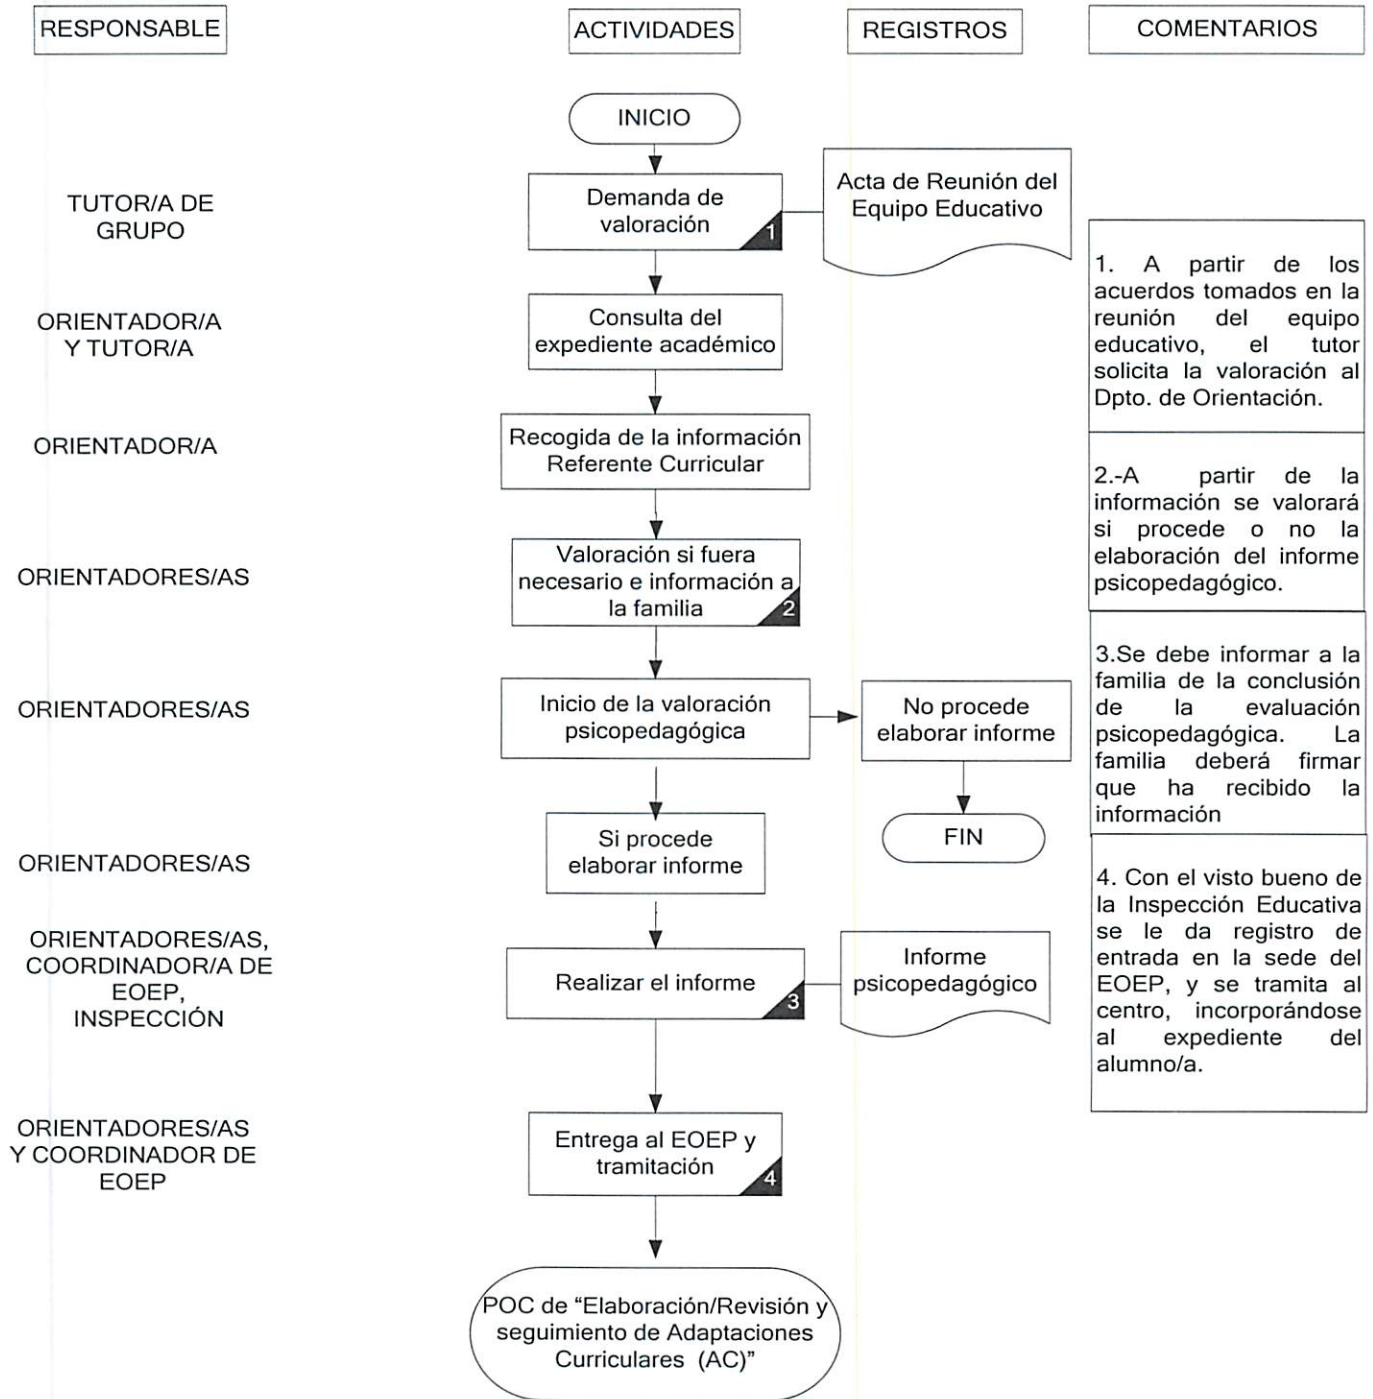 RESPONSABLE
ACTIVIDADES
REGISTROS
COMENTARIOS
INICIO
TUTOR/A DE
GRUPO
Demanda de
valoración
1
Acta de Reunión del
Equipo Educativo
ORIENTADOR/A
Y TUTOR/A
Consulta del
expediente académico
ORIENTADOR/A
Recogida de la información
Referente Curricular
ORIENTADORES/AS
Valoración si fuera
necesario e información a
la familia
2
ORIENTADORES/AS
Inicio de la valoración
psicopedagógica
No procede
elaborar informe
FIN
ORIENTADORES/AS
Si procede
elaborar informe
ORIENTADORES/AS,
COORDINADOR/A DE
EOEP,
INSPECCIÓN
Realizar el informe
3
Informe
psicopedagógico
ORIENTADORES/AS
Y COORDINADOR DE
EOEP
Entrega al EOEP y
tramitación
4
POC de “Elaboración/Revisión y
seguimiento de Adaptaciones
Curriculares (AC)”
1. A partir de los
acuerdos tomados en la
reunión del equipo
educativo, el tutor
solicita la valoración al
Dpto. de Orientación.
2.-A partir de la
información se valorará
si procede o no la
elaboración del informe
psicopedagógico.
3.Se debe informar a la
familia de la conclusión
de la evaluación
psicopedagógica. La
familia deberá firmar
que ha recibido la
información
4. Con el visto bueno de
la Inspección Educativa
se le da registro de
entrada en la sede del
EOEP, y se tramita al
centro, incorporándose
al expediente del
alumno/a.